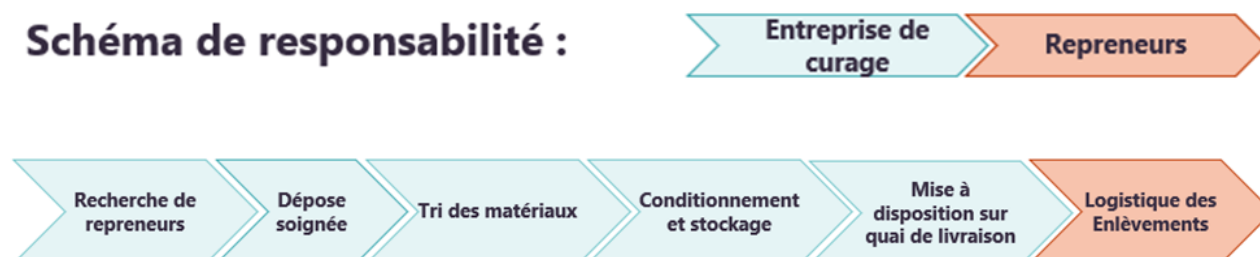 Schéma de responsabilité :
Entreprise de
curage
Repreneurs
Recherche de
repreneurs
Dépose
soignée
Tri des matériaux
Conditionnement
et stockage
Mise à
disposition sur
quai de livraison
Logistique des
Enlèvements